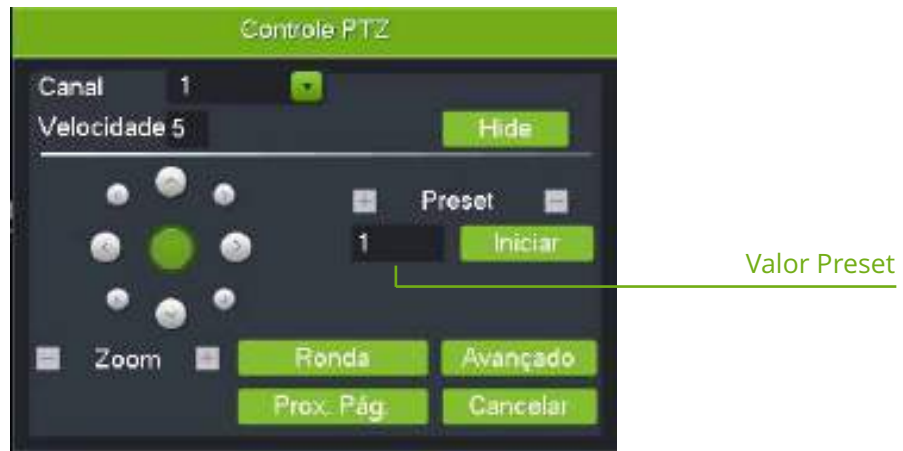 Controle PTZ
Canal 1
Velocidade 5
Hide
Preset
1 Iniciar
Valor Preset
Zoom Ronda Avançado
Prox. Pág. Cancelar